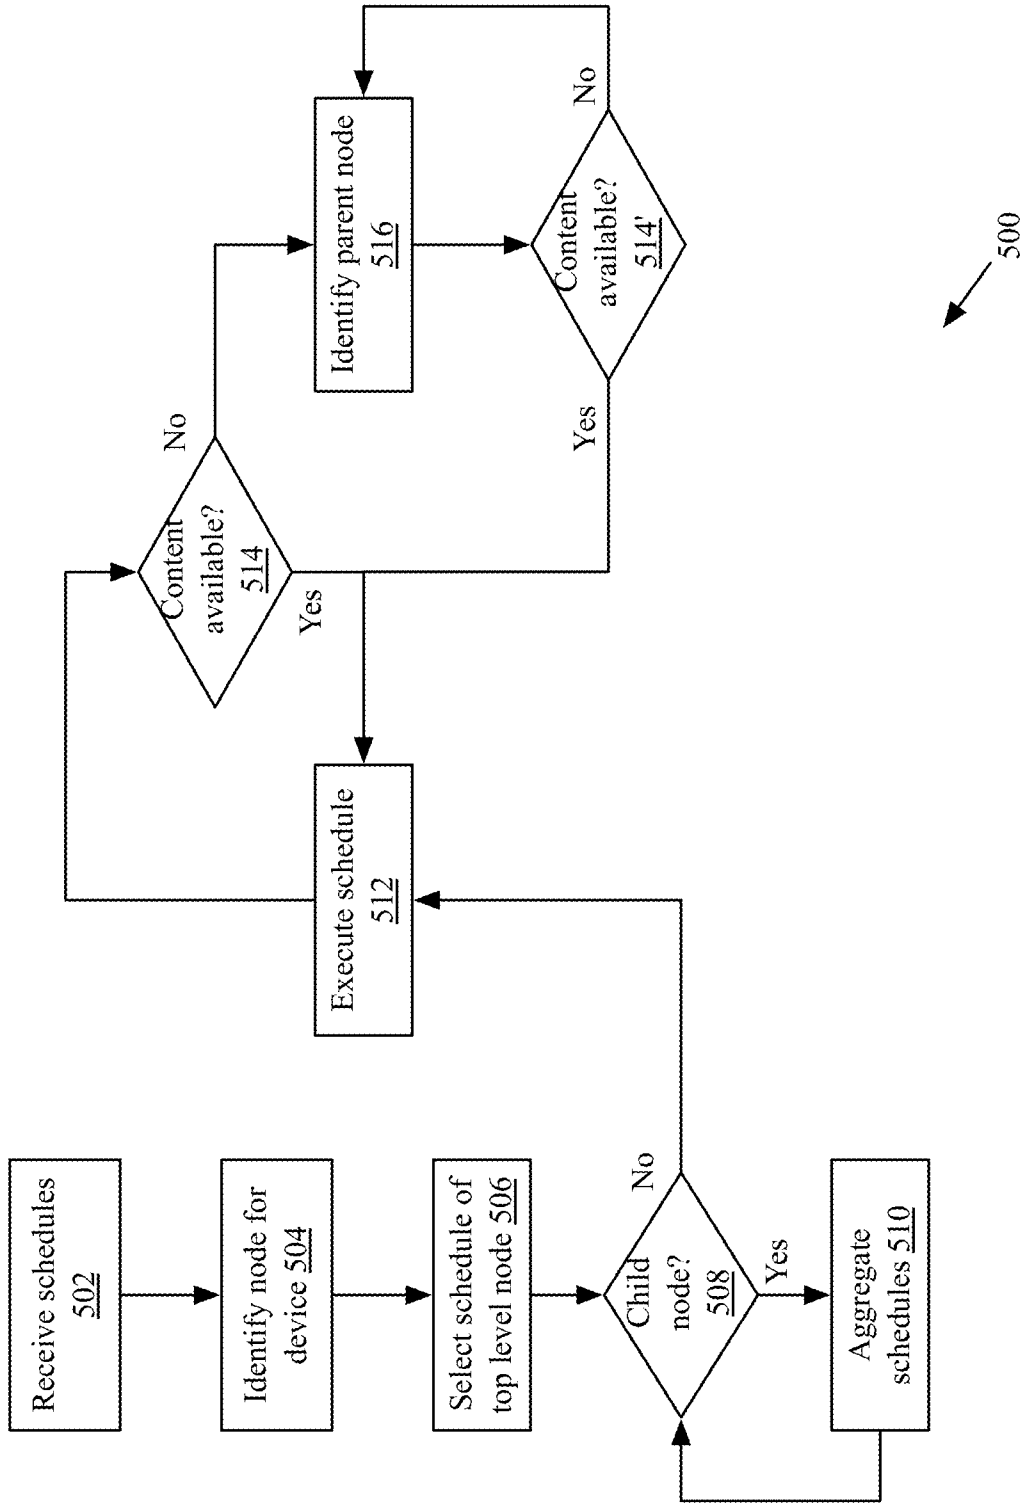 Receive schedules
502
Identify node for
device 504
Select schedule of
top level node 506
Child
node?
508
No
Yes
Aggregate
schedules 510
Execute schedule
512
Content
available?
514
No
Yes
Identify parent node
516
Content
available?
514'
No
Yes
500